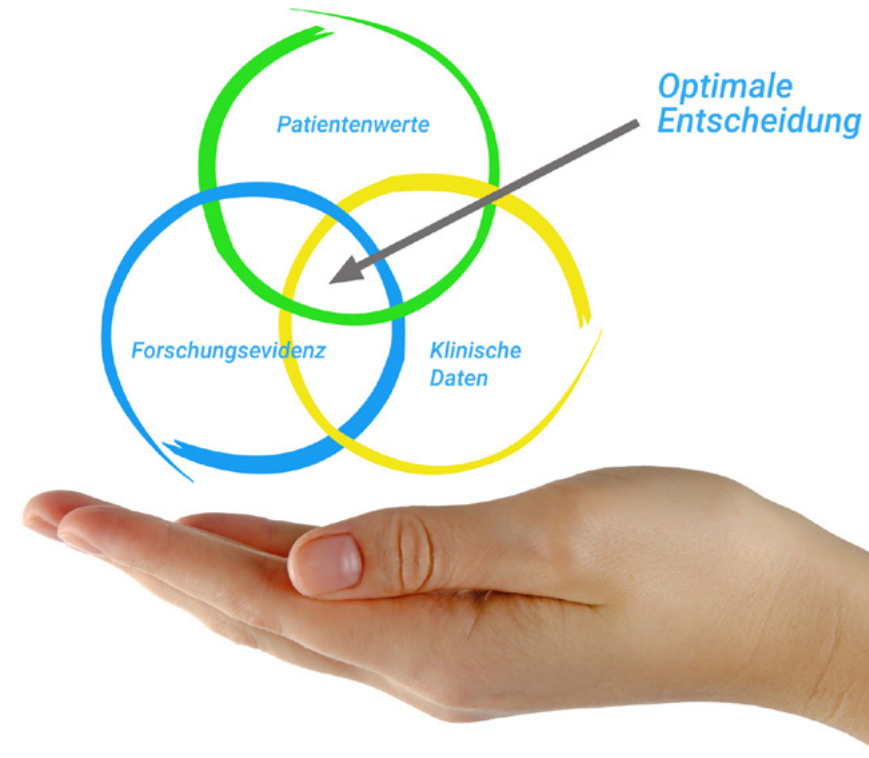 Optimale
Entscheidung
Patientenwerte
Forschungsevidenz
Klinische
Daten